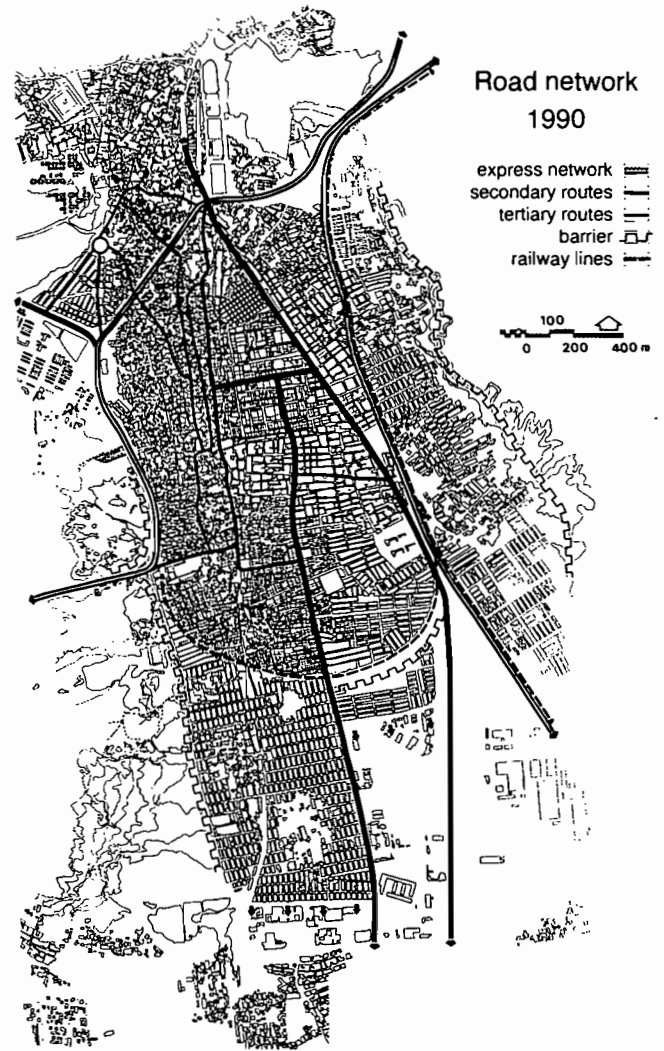 Road network
1990
express network
secondary routes
tertiary routes
barrier
railway lines
100
0 200 400 m